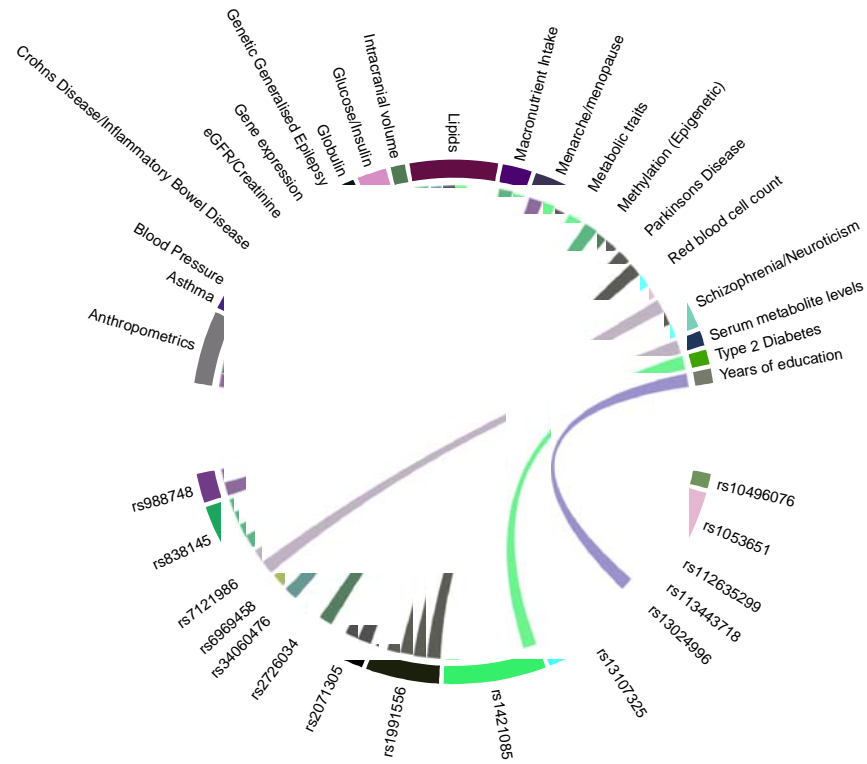 Crohns Disease/Inflammatory Bowel Disease
Blood Pressure
Asthma
Anthropometrics
eGFR/Creatinine
Gene expression
Genetic Generalised Epilepsy
Globulin
Glucose/Insulin
Intracranial volume
Lipids
Macronutrient Intake
Menarche/menopause
Metabolic traits
Methylation (Epigenetic)
Parkinsons Disease
Red blood cell count
Schizophrenia/Neuroticism
Serum metabolite levels
Type 2 Diabetes
Years of education
rs10496076
rs1053651
rs112635299
rs113443718
rs13024996
rs13107325
rs1421085
rs1991556
rs2071305
rs2726034
rs34060476
rs6969458
rs7121986
rs838145
rs988748